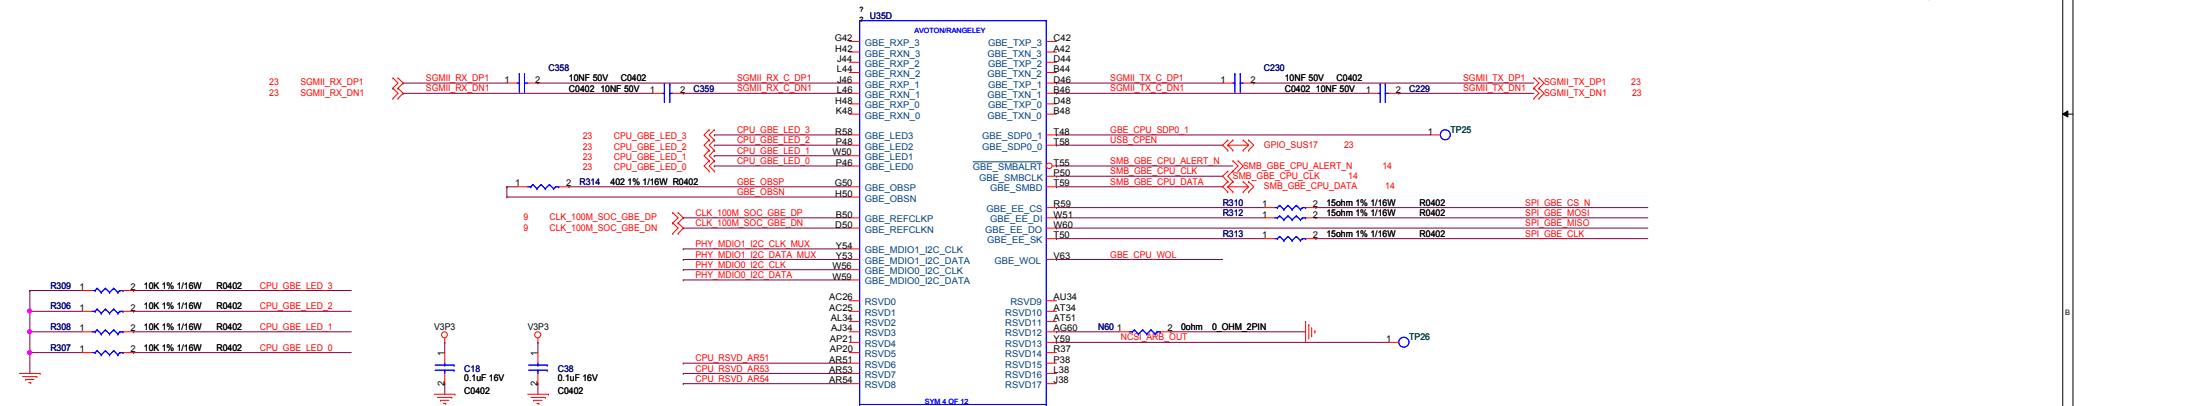 ?
2 U35D
AVOTON/RANGELEY
G42 GBE_RXP_3 GBE_TXP_3 C42
H42 GBE_RXN_3 GBE_TXN_3 A42
J44 GBE_RXP_2 GBE_TXP_2 D44
L44 GBE_RXN_2 GBE_TXN_2 B44
23 SGMII_RX_DP1 SGMII_RX_DP1 1 2 C358 10NF 50V C0402 SGMII_RX_C_DP1 J46 GBE_RXP_1 GBE_TXP_1 D46 SGMII_TX_C_DP1 1 2 C230 10NF 50V C0402 SGMII_TX_DP1 SGMII_TX_DP1 23
23 SGMII_RX_DN1 SGMII_RX_DN1 C0402 10NF 50V 1 2 C359 SGMII_RX_C_DN1 L46 GBE_RXN_1 GBE_TXN_1 B46 SGMII_TX_C_DN1 C0402 10NF 50V 1 2 C229 SGMII_TX_DN1 SGMII_TX_DN1 23
H48 GBE_RXP_0 GBE_TXP_0 D48
K48 GBE_RXN_0 GBE_TXN_0 B48
23 CPU_GBE_LED_3 CPU_GBE_LED_3 R58 GBE_LED3 GBE_SDP0_1 T48 GBE_CPU_SDP0_1 1 TP25
23 CPU_GBE_LED_2 CPU_GBE_LED_2 P48 GBE_LED2 GBE_SDP0_0 T58 USB_CPEN GPIO_SUS17 23
23 CPU_GBE_LED_1 CPU_GBE_LED_1 W50 GBE_LED1
23 CPU_GBE_LED_0 CPU_GBE_LED_0 P46 GBE_LED0 GBE_SMBALRT T55 SMB_GBE_CPU_ALERT_N SMB_GBE_CPU_ALERT_N 14
GBE_SMBCLK P50 SMB_GBE_CPU_CLK SMB_GBE_CPU_CLK 14
1 2 R314 402 1% 1/16W R0402 GBE_OBSP G50 GBE_OBSP GBE_SMBD T59 SMB_GBE_CPU_DATA SMB_GBE_CPU_DATA 14
GBE_OBSN H50 GBE_OBSN
GBE_EE_CS R59 R310 1 2 15ohm 1% 1/16W R0402 SPI_GBE_CS_N
9 CLK_100M_SOC_GBE_DP CLK_100M_SOC_GBE_DP B50 GBE_REFCLKP GBE_EE_DI W51 R312 1 2 15ohm 1% 1/16W R0402 SPI_GBE_MOSI
9 CLK_100M_SOC_GBE_DN CLK_100M_SOC_GBE_DN D50 GBE_REFCLKN GBE_EE_DO W60 SPI_GBE_MISO
GBE_EE_SK T50 R313 1 2 15ohm 1% 1/16W R0402 SPI_GBE_CLK
PHY_MDIO1_I2C_CLK_MUX Y54 GBE_MDIO1_I2C_CLK
PHY_MDIO1_I2C_DATA_MUX Y53 GBE_MDIO1_I2C_DATA GBE_WOL V63 GBE_CPU_WOL
PHY_MDIO0_I2C_CLK W56 GBE_MDIO0_I2C_CLK
PHY_MDIO0_I2C_DATA W59 GBE_MDIO0_I2C_DATA
R309 1 2 10K 1% 1/16W R0402 CPU_GBE_LED_3
R306 1 2 10K 1% 1/16W R0402 CPU_GBE_LED_2
R308 1 2 10K 1% 1/16W R0402 CPU_GBE_LED_1
R307 1 2 10K 1% 1/16W R0402 CPU_GBE_LED_0
AC26 RSVD0 RSVD9 AU34
AC25 RSVD1 RSVD10 AT34
AL34 RSVD2 RSVD11 AT51
AJ34 RSVD3 RSVD12 AG60 N60 1 2 0ohm 0_OHM_2PIN
AP21 RSVD4 RSVD13 Y59 NCSI_ARB_OUT 1 TP26
AP20 RSVD5 RSVD14 R37
CPU_RSVD_AR51 AR51 RSVD6 RSVD15 P38
CPU_RSVD_AR53 AR53 RSVD7 RSVD16 L38
CPU_RSVD_AR54 AR54 RSVD8 RSVD17 J38
V3P3 V3P3
1 1
C18 C38
0.1uF 16V 0.1uF 16V
2 2
C0402 C0402
SYM 4 OF 12
B